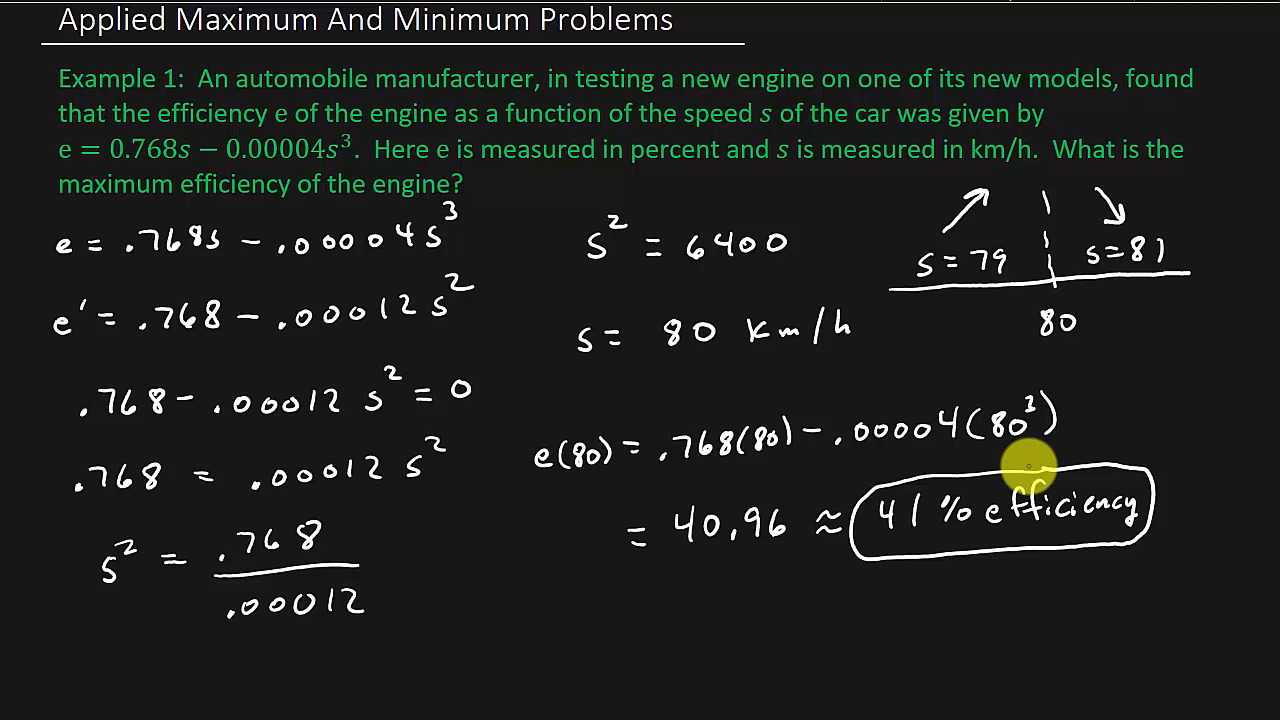 Applied Maximum And Minimum Problems
Example 1: An automobile manufacturer, in testing a new engine on one of its new models, found
that the efficiency e of the engine as a function of the speed s of the car was given by
e = 0.768s − 0.00004s³. Here e is measured in percent and s is measured in km/h. What is the
maximum efficiency of the engine?
e = .768s - .00004s³
e' = .768 - .00012s²
.768 - .00012 s² = 0
.768 = .00012 s²
s² = .768 / .00012
s² = 6400
s = 80 km/h
s=79 s=81
80
e(80) = .768(80) - .00004(80³)
= 40.96 ≈ 41% efficiency